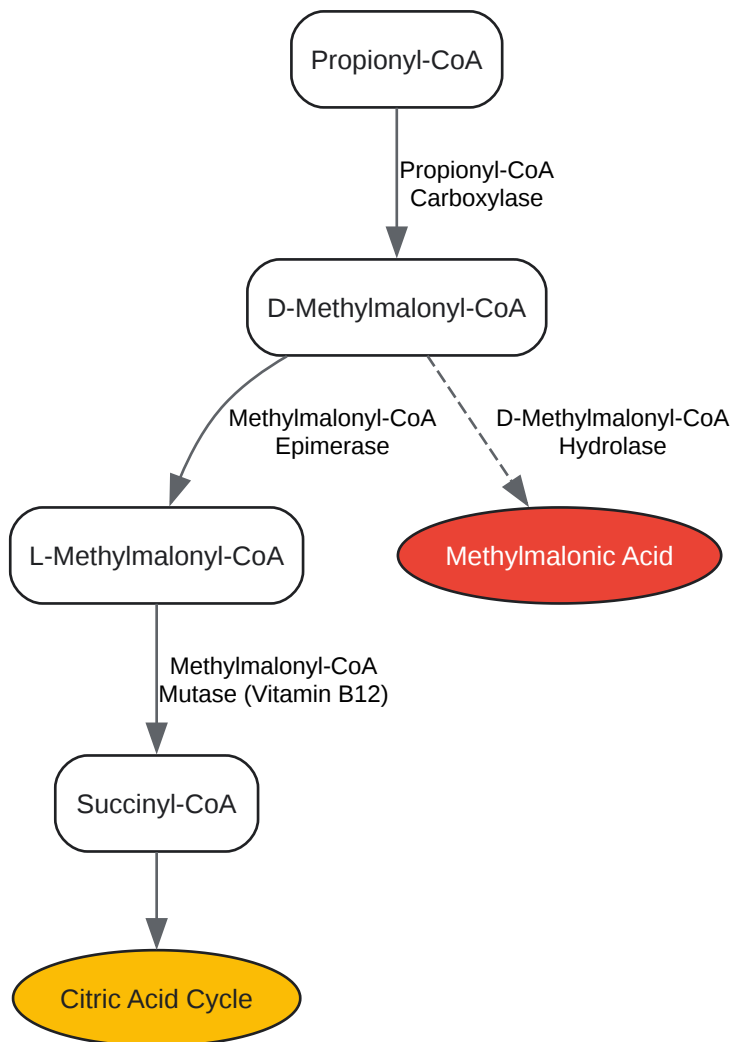 Propionyl-CoA
Propionyl-CoA
Carboxylase
D-Methylmalonyl-CoA
Methylmalonyl-CoA
Epimerase
D-Methylmalonyl-CoA
Hydrolase
L-Methylmalonyl-CoA
Methylmalonic Acid
Methylmalonyl-CoA
Mutase (Vitamin B12)
Succinyl-CoA
Citric Acid Cycle